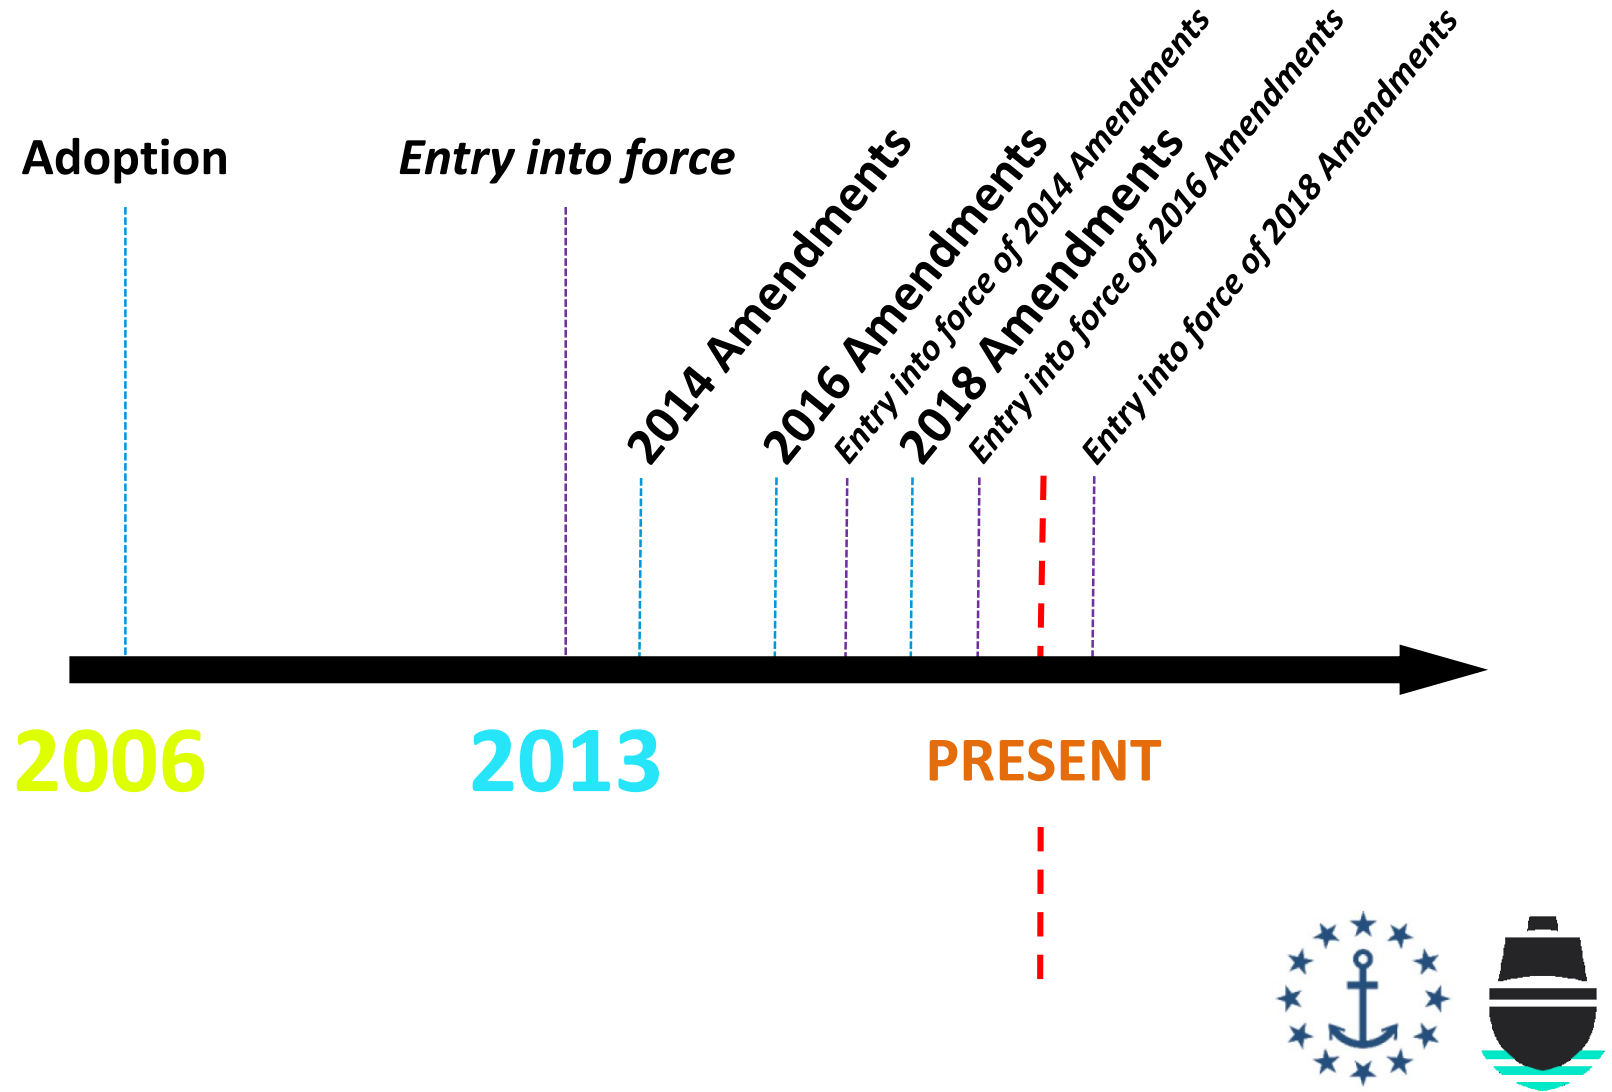 Adoption
Entry into force
2014 Amendments
2016 Amendments
Entry into force of 2014 Amendments
2018 Amendments
Entry into force of 2016 Amendments
Entry into force of 2018 Amendments
2006
2013
PRESENT